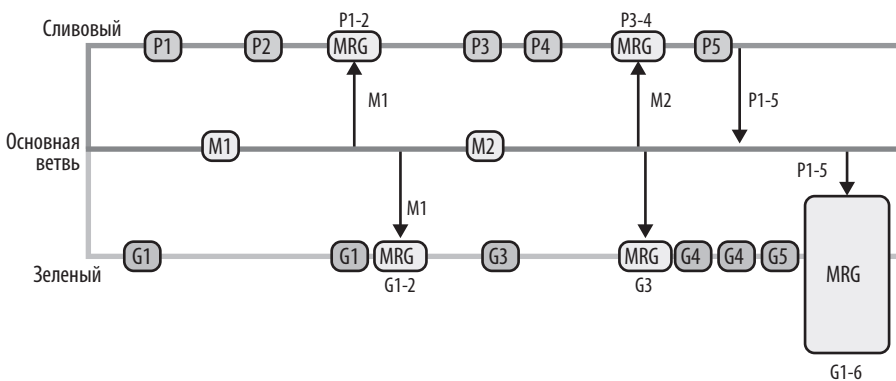 P1-2
P3-4
Сливовый
P1
P2
MRG
P3
P4
MRG
P5
M1
M2
P1-5
Основная
ветвь
M1
M2
P1-5
M1
G1
G1
MRG
G3
MRG
G4
G4
G5
MRG
Зеленый
G1-2
G3
G1-6